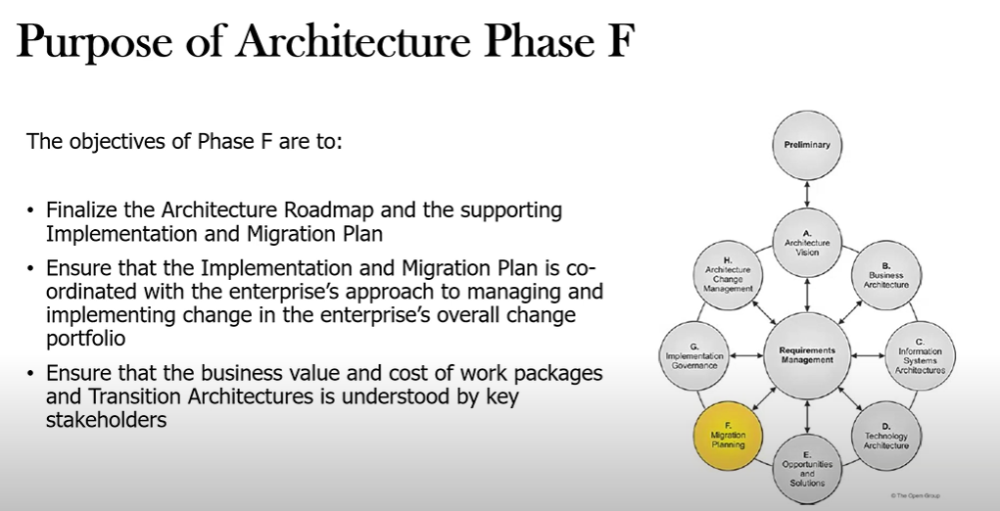 Purpose of Architecture Phase F
The objectives of Phase F are to:
• Finalize the Architecture Roadmap and the supporting
Implementation and Migration Plan
• Ensure that the Implementation and Migration Plan is co-
ordinated with the enterprise's approach to managing and
implementing change in the enterprise's overall change
portfolio
• Ensure that the business value and cost of work packages
and Transition Architectures is understood by key
stakeholders
Preliminary
A.
Architecture
Vision
B.
Business
Architecture
C.
Information
Systems
Architectures
D.
Technology
Architecture
E.
Opportunities
and
Solutions
F.
Migration
Planning
G.
Implementation
Governance
H.
Architecture
Change
Management
Requirements
Management
© The Open Group